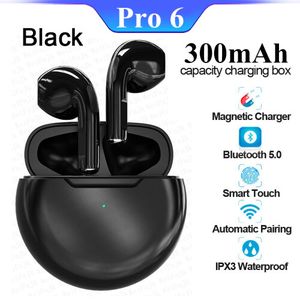 Pro 6
Black
300mAh
capacity charging box
Magnetic Charger
Bluetooth 5.0
Smart Touch
Automatic Pairing
IPX3 Waterproof